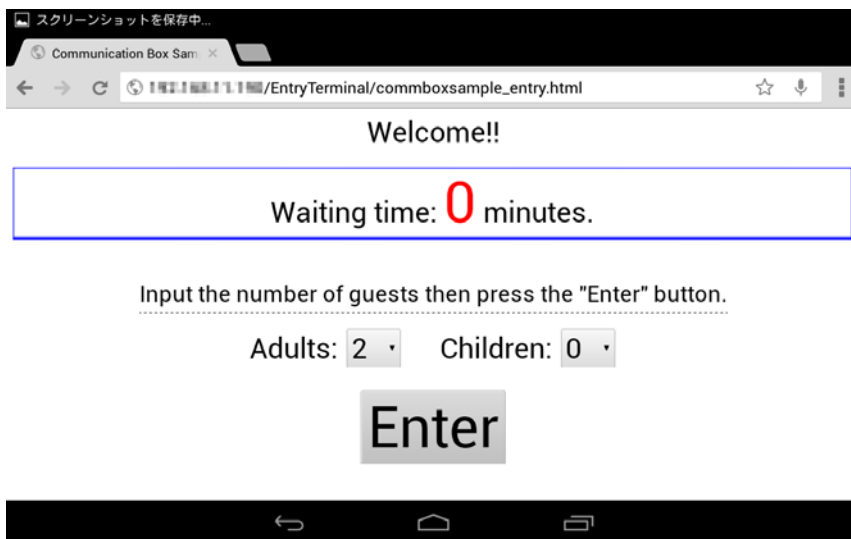 スクリーンショットを保存中...
Communication Box Sam
/EntryTerminal/commboxsample_entry.html
Welcome!!
Waiting time: 0 minutes.
Input the number of guests then press the "Enter" button.
Adults: 2 Children: 0
Enter